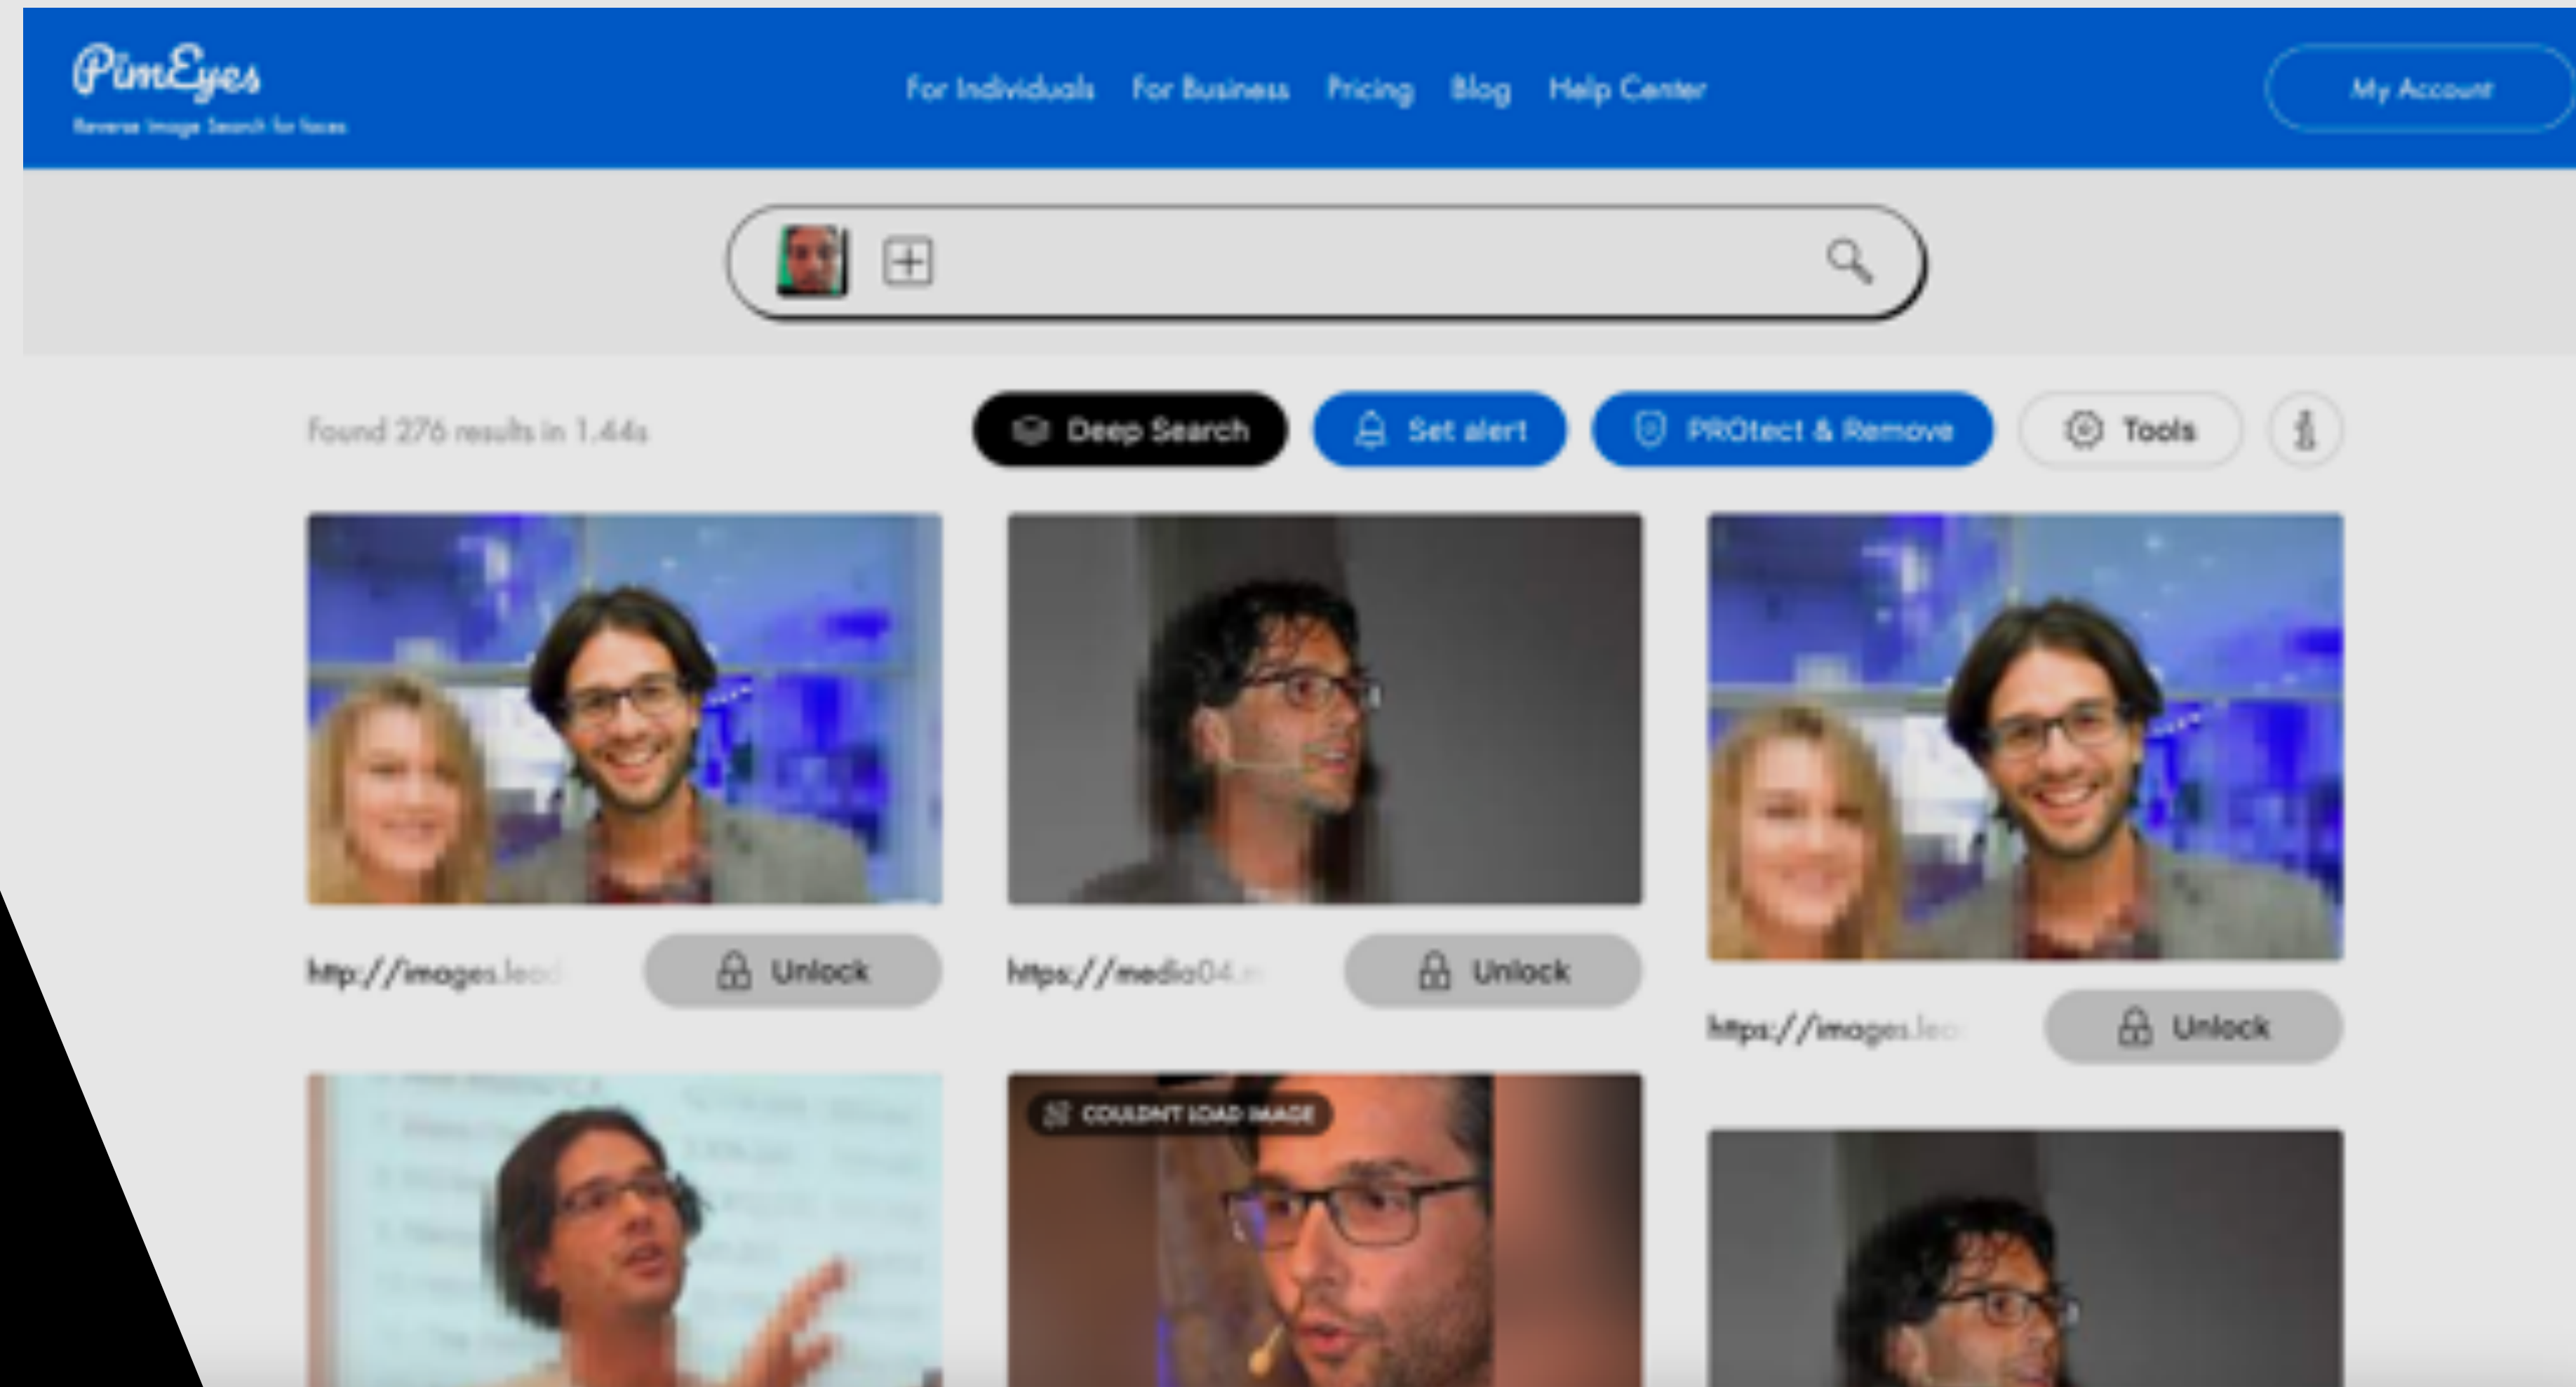 PimEyes
Reverse Image Search for faces
For Individuals For Business Pricing Blog Help Center
My Account
Found 276 results in 1.44s
Deep Search
Set alert
PROtect & Remove
Tools
http://images.lead
Unlock
https://media04.
Unlock
https://images.lea
Unlock
COULDN'T LOAD IMAGE